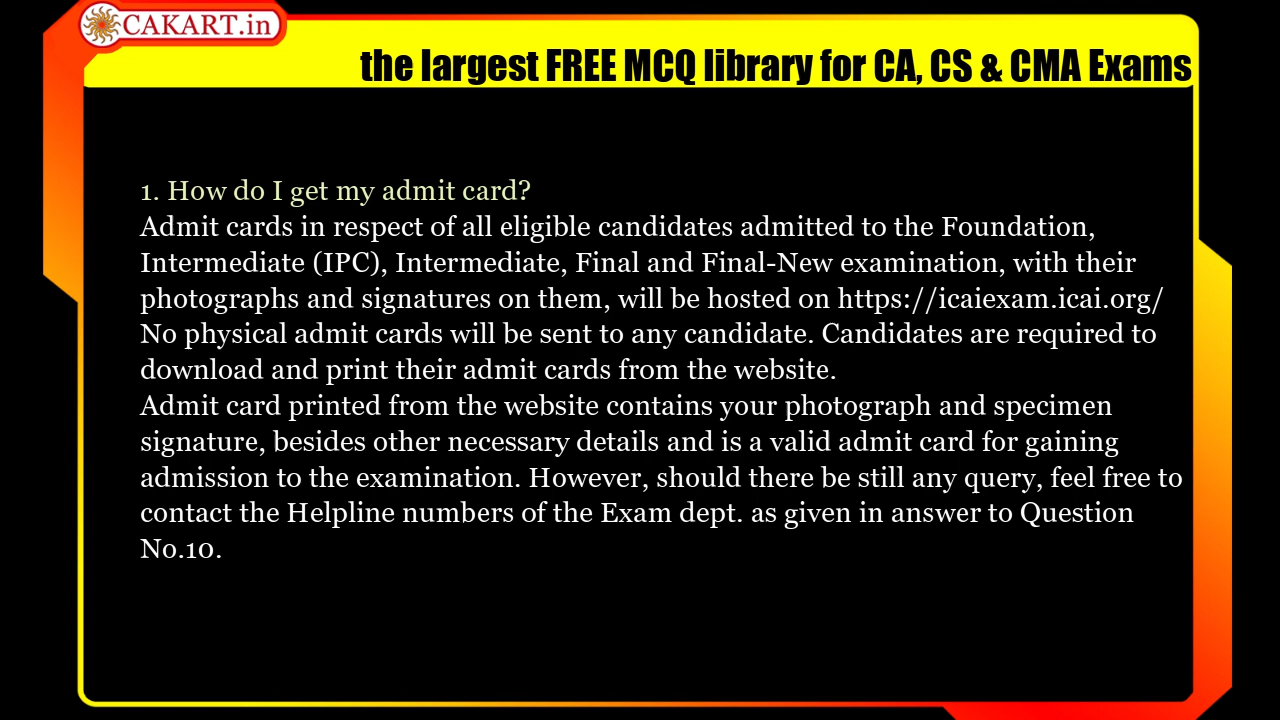 CAKART.in
the largest FREE MCQ library for CA, CS & CMA Exams
1. How do I get my admit card?
Admit cards in respect of all eligible candidates admitted to the Foundation,
Intermediate (IPC), Intermediate, Final and Final-New examination, with their
photographs and signatures on them, will be hosted on https://icaiexam.icai.org/
No physical admit cards will be sent to any candidate. Candidates are required to
download and print their admit cards from the website.
Admit card printed from the website contains your photograph and specimen
signature, besides other necessary details and is a valid admit card for gaining
admission to the examination. However, should there be still any query, feel free to
contact the Helpline numbers of the Exam dept. as given in answer to Question
No.10.